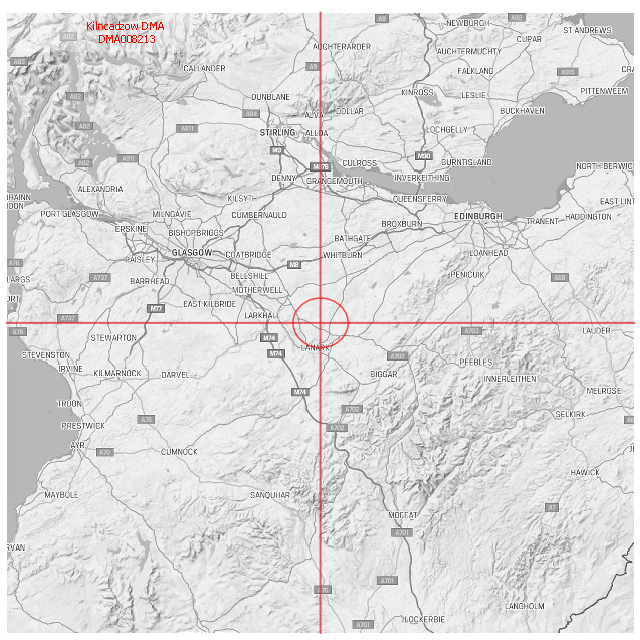 Kilncadzow DMA
DMA008213
A9
A92
NEWBURGH
ST ANDREWS
A82
AUCHTERARDER
CUPAR
AUCHTERMUCHTY
A83
CALLANDER
A9
FALKLAND
A915
CRA
PITTENWEEM
KINROSS
LESLIE
A82
DUNBLANE
BUCKHAVEN
DOLLAR
A84
ALVA
A82
A811
STIRLING
ALLOA
LOCHGELLY
M9
M90
A82
A811
CULROSS
BURNTISLAND
M876
NORTH BERWIC
DENNY
GRANGEMOUTH
INVERKEITHING
ALEXANDRIA
KILSYTH
QUEENSFERRY
EAST LINT
PORT GLASGOW
MILNGAVIE
CUMBERNAULD
EDINBURGH
HADDINGTON
TRANENT
BROXBURN
ERSKINE
BISHOPBRIGGS
BATHGATE
GLASGOW
COATBRIDGE
WHITBURN
LOANHEAD
PAISLEY
M8
A78
A737
BELLSHILL
PENICUIK
A68
LARGS
BARRHEAD
MOTHERWELL
EAST KILBRIDE
M77
LARKHALL
A737
A78
A703
LAUDER
STEWARTON
M74
LANARK
M74
STEVENSTON
A702
PEEBLES
IRVINE
KILMARNOCK
DARVEL
BIGGAR
INNERLEITHEN
MELROSE
M74
TROON
A702
SELKIRK
A76
PRESTWICK
A702
AYR
A70
CUMNOCK
HAWICK
MAYBOLE
SANQUHAR
A7
MOFFAT
A701
RVAN
A701
A76
LANGHOLM
LOCKERBIE
A701